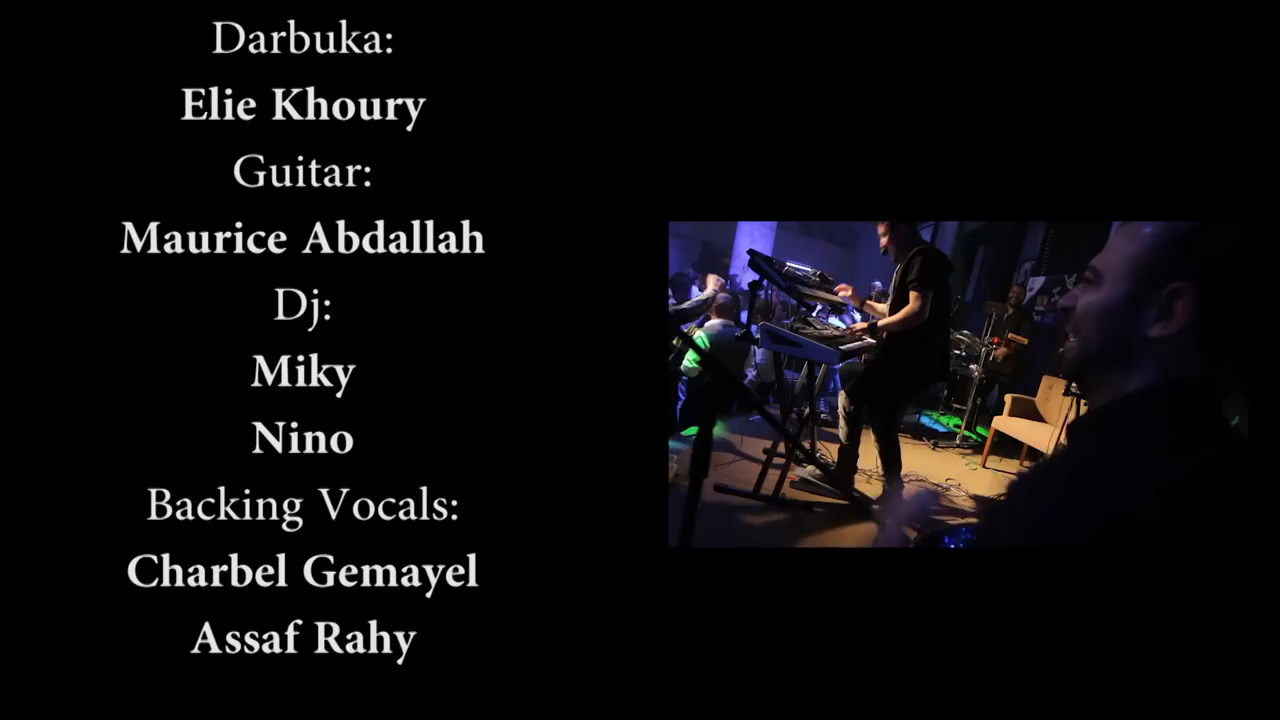 Darbuka:
Elie Khoury
Guitar:
Maurice Abdallah
Dj:
Miky
Nino
Backing Vocals:
Charbel Gemayel
Assaf Rahy